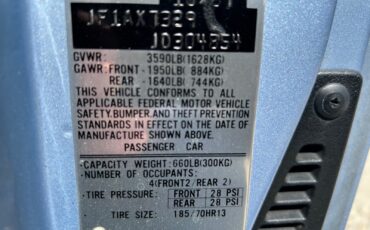 JF1AX7329
JD304854
GVWR: 3590LB(1628KG)
GAWR:FRONT-1950LB( 884KG)
REAR -1640LB( 744KG)
THIS VEHICLE CONFORMS TO ALL
APPLICABLE FEDERAL MOTOR VEHICLE
SAFETY,BUMPER,AND THEFT PREVENTION
STANDARDS IN EFFECT ON THE DATE OF
MANUFACTURE SHOWN ABOVE.
PASSENGER CAR
·CAPACITY WEIGHT:660LB(300KG)
·NUMBER OF OCCUPANTS:
4(FRONT2/REAR 2)
·TIRE PRESSURE: FRONT 28 PSI
REAR 28 PSI
·TIRE SIZE: 185/70HR13